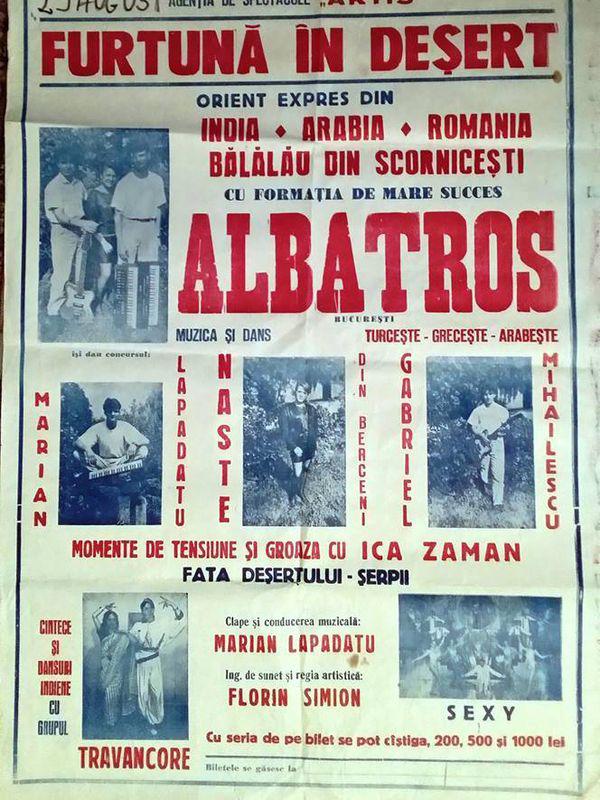 25 AUGUST AGENȚIA DE SPECTACOLE „ARTIS"
FURTUNĂ ÎN DEȘERT
ORIENT EXPRES DIN
INDIA ♦ ARABIA ♦ ROMANIA
BĂLĂLĂU DIN SCORNICEȘTI
CU FORMAȚIA DE MARE SUCCES
ALBATROS
BUCUREȘTI
MUZICA ȘI DANS
TURCEȘTE - GRECEȘTE - ARABEȘTE
își dau concursul:
MARIAN
LAPADATU
NASTE
DIN BERCENI
GABRIEL
MIHAILESCU
MOMENTE DE TENSIUNE ȘI GROAZA CU ICA ZAMAN
FATA DEȘERTULUI - ȘERPII
CINTECE
ȘI
DANSURI
INDIENE
CU
GRUPUL
TRAVANCORE
Clape și conducerea muzicală:
MARIAN LAPADATU
Ing. de sunet și regia artistică:
FLORIN SIMION
SEXY
Cu seria de pe bilet se pot cîștiga, 200, 500 și 1000 lei
Biletele se găsesc la